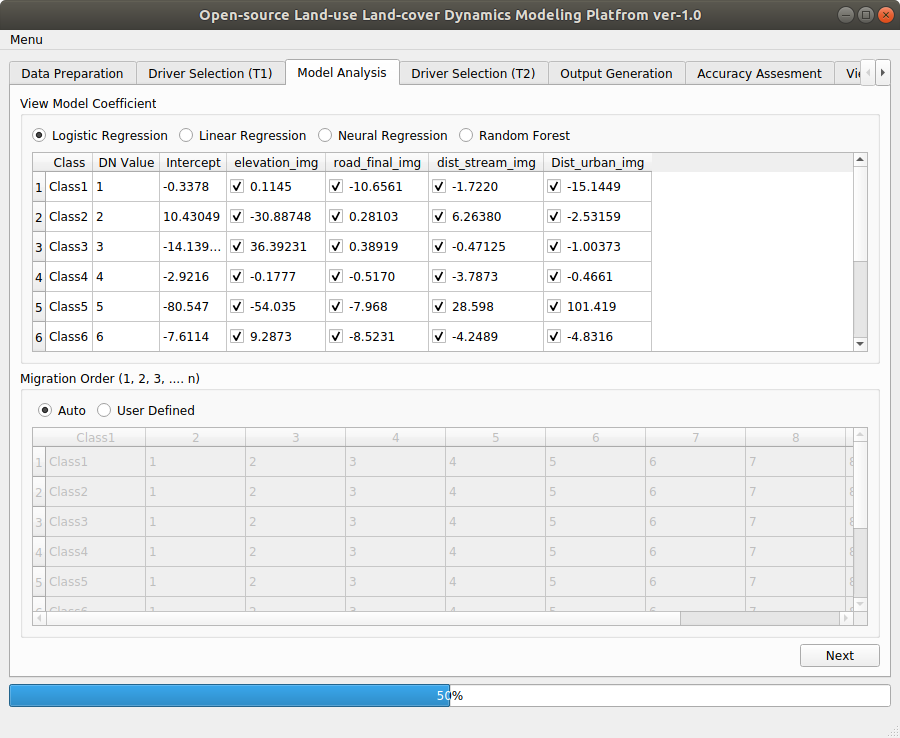 Open-source Land-use Land-cover Dynamics Modeling Platfrom ver-1.0
Menu
Data Preparation Driver Selection (T1) Model Analysis Driver Selection (T2) Output Generation Accuracy Assesment
View Model Coefficient
Logistic Regression Linear Regression Neural Regression Random Forest
Class DN Value Intercept elevation_img road_final_img dist_stream_img Dist_urban_img
1 Class1 1 -0.3378 0.1145 -10.6561 -1.7220 -15.1449
2 Class2 2 10.43049 -30.88748 0.28103 6.26380 -2.53159
3 Class3 3 -14.139... 36.39231 0.38919 -0.47125 -1.00373
4 Class4 4 -2.9216 -0.1777 -0.5170 -3.7873 -0.4661
5 Class5 5 -80.547 -54.035 -7.968 28.598 101.419
6 Class6 6 -7.6114 9.2873 -8.5231 -4.2489 -4.8316
Migration Order (1, 2, 3, .... n)
Auto User Defined
Class1 2 3 4 5 6 7 8
1 Class1 1 2 3 4 5 6 7 8
2 Class2 1 2 3 4 5 6 7 8
3 Class3 1 2 3 4 5 6 7 8
4 Class4 1 2 3 4 5 6 7 8
5 Class5 1 2 3 4 5 6 7 8
6 Class6 1 2 3 4 5 6 7 8
Next
50%